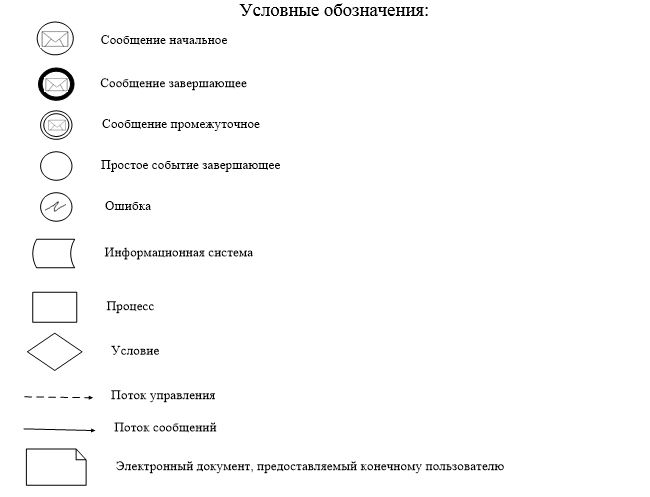 Условные обозначения:
Сообщение начальное
Сообщение завершающее
Сообщение промежуточное
Простое событие завершающее
Ошибка
Информационная система
Процесс
Условие
Поток управления
Поток сообщений
Электронный документ, предоставляемый конечному пользователю